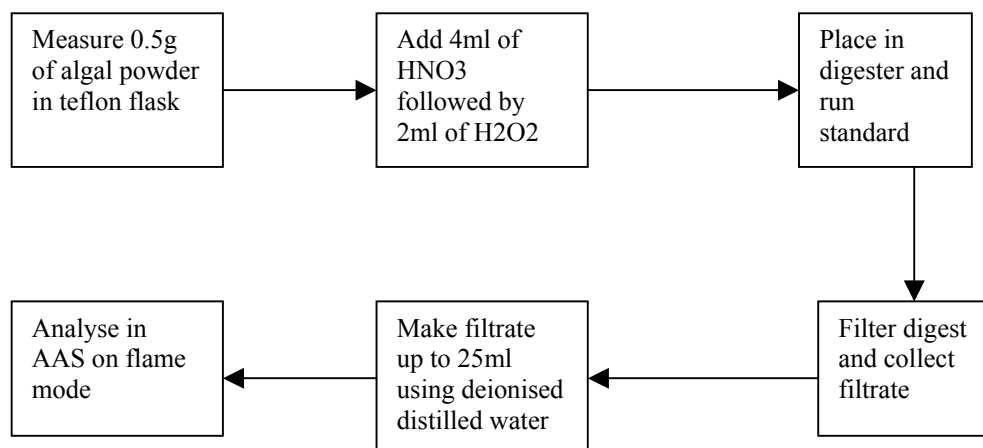 Measure 0.5g
of algal powder
in teflon flask
Add 4ml of
HNO3
followed by
2ml of H2O2
Place in
digester and
run
standard
Filter digest
and collect
filtrate
Make filtrate
up to 25ml
using deionised
distilled water
Analyse in
AAS on flame
mode